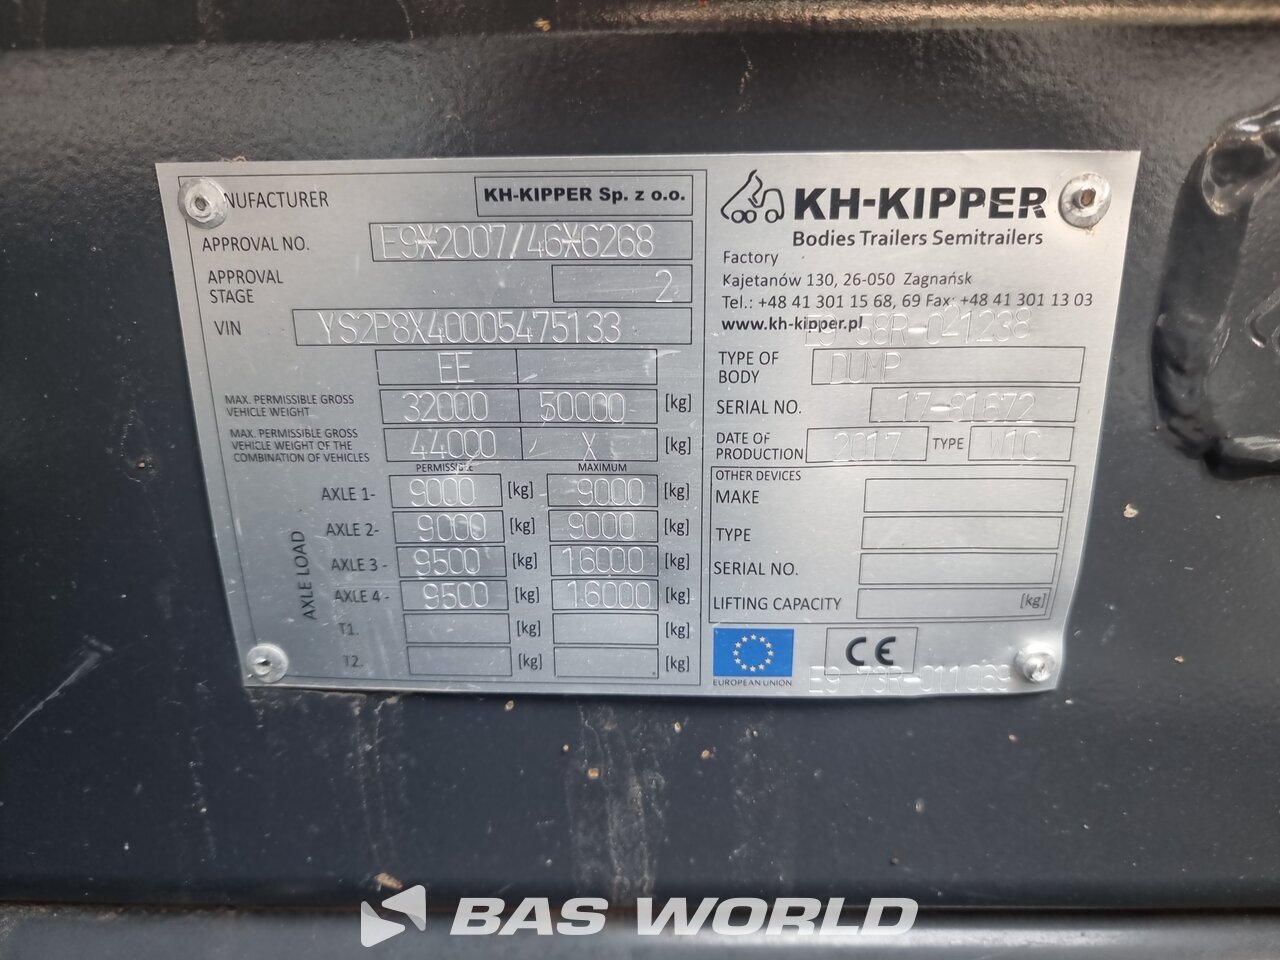 NUFACTURER KH-KIPPER Sp. z o.o.
APPROVAL NO. E9*2007/46*6268
APPROVAL STAGE 2
VIN YS2P8X40005475133
EE
MAX. PERMISSIBLE GROSS VEHICLE WEIGHT 32000 50000 [kg]
MAX. PERMISSIBLE GROSS VEHICLE WEIGHT OF THE COMBINATION OF VEHICLES 44000 X [kg]
PERMISSIBLE MAXIMUM
AXLE LOAD
AXLE 1- 9000 [kg] 9000 [kg]
AXLE 2- 9000 [kg] 9000 [kg]
AXLE 3 - 9500 [kg] 16000 [kg]
AXLE 4 - 9500 [kg] 16000 [kg]
T1. [kg] [kg]
T2. [kg] [kg]
KH-KIPPER
Bodies Trailers Semitrailers
Factory
Kajetanów 130, 26-050 Zagnańsk
Tel.: +48 41 301 15 68, 69 Fax: +48 41 301 13 03
www.kh-kipper.pl
E9 58R-021238
TYPE OF BODY DUMP
SERIAL NO. 17-81672
DATE OF PRODUCTION 2017 TYPE W1C
OTHER DEVICES
MAKE
TYPE
SERIAL NO.
LIFTING CAPACITY [kg]
EUROPEAN UNION
CE
E9 73R-011069
BAS WORLD